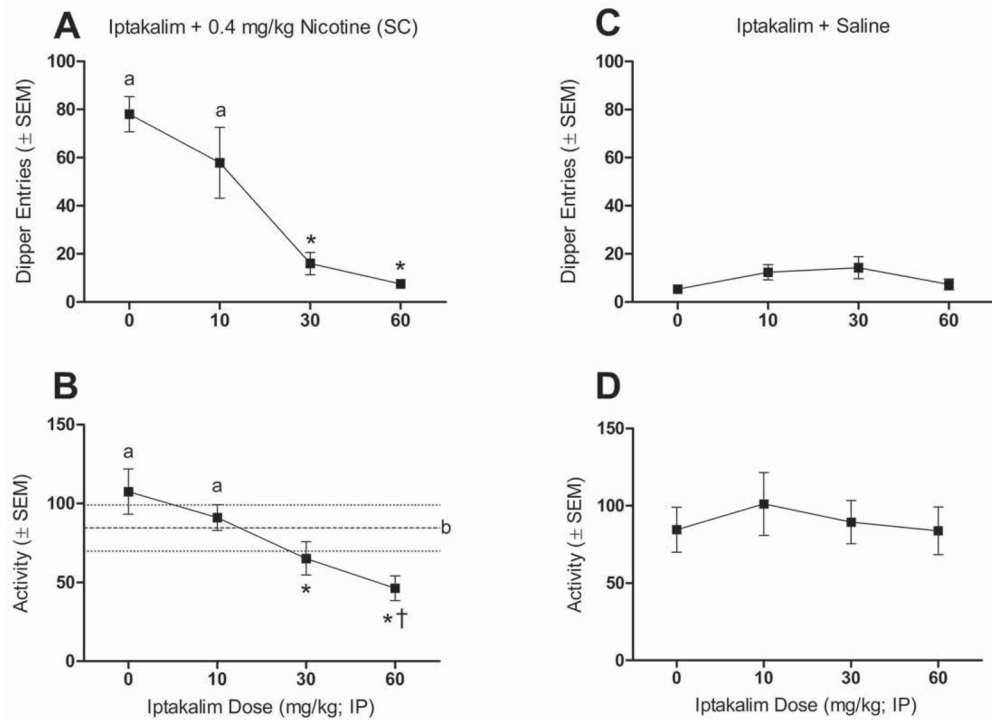 A
Iptakalim + 0.4 mg/kg Nicotine (SC)
Dipper Entries (± SEM)
100
80
60
40
20
0
a
a
*
*
0 10 30 60
C
Iptakalim + Saline
Dipper Entries (± SEM)
100
80
60
40
20
0
0 10 30 60
B
Activity (± SEM)
150
100
50
0
a
a
b
*
*†
0 10 30 60
Iptakalim Dose (mg/kg; IP)
D
Activity (± SEM)
150
100
50
0
0 10 30 60
Iptakalim Dose (mg/kg; IP)